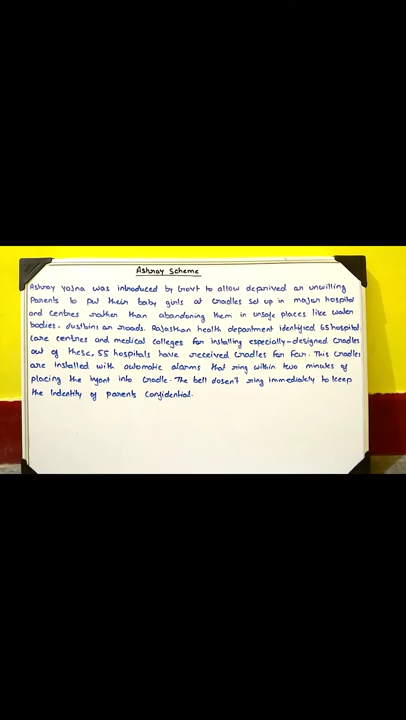 Ashray Scheme
Ashray Yojna was introduced by Govt to allow deprived or unwilling
Parents to put their baby girls at cradles set up in major hospital
and centres rather than abandoning them in unsafe places like water
bodies, dustbins or roads. Rajasthan health department identified 65 hospital
care centres and medical colleges for installing especially-designed cradles
out of these, 55 hospitals have received cradles for far. This cradles
are installed with automatic alarms that ring within two minutes of
placing the infant into cradle. The bell dosen't ring immediately to keep
the Indentity of parents confidential.